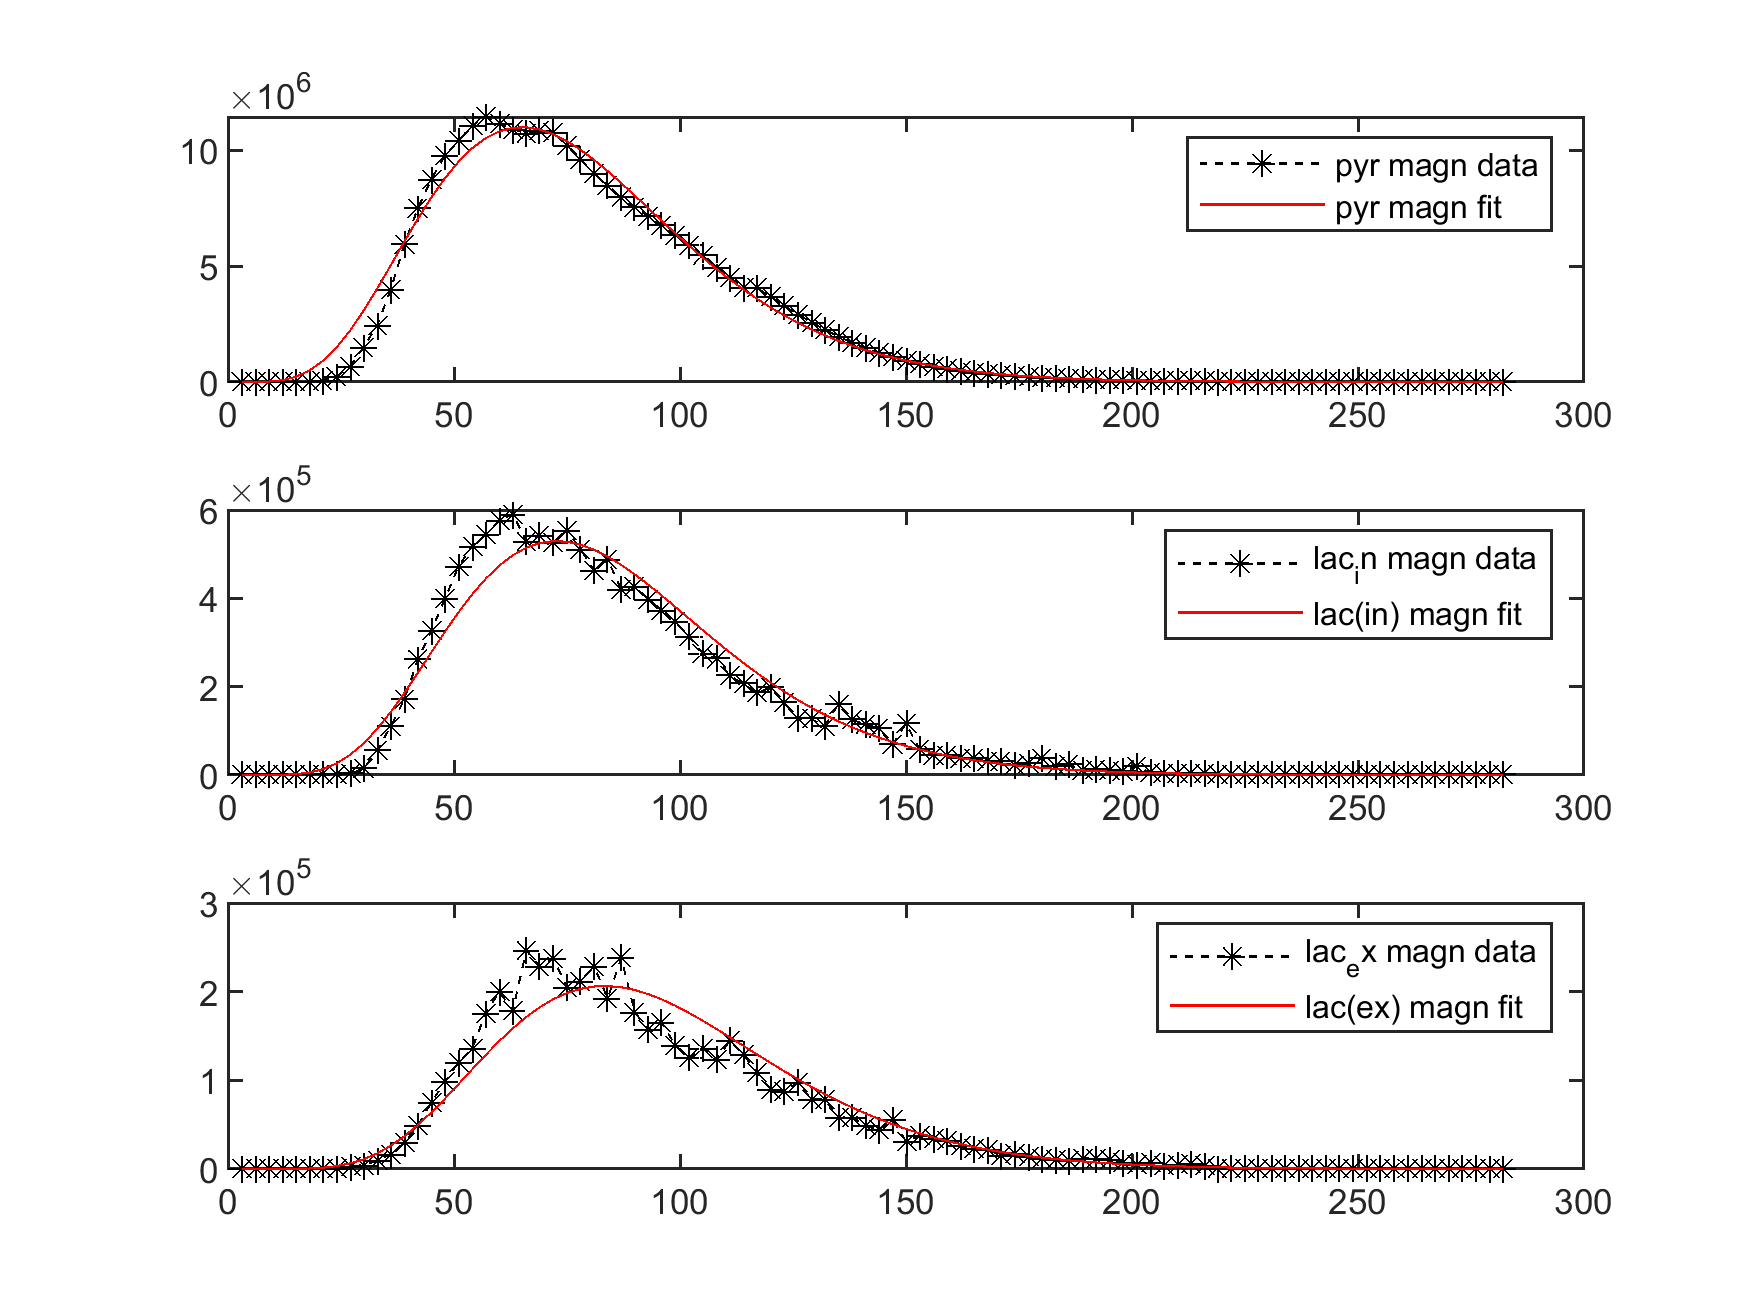 ×10^6
10
5
0
0 50 100 150 200 250 300
pyr magn data
pyr magn fit
×10^5
6
4
2
0
0 50 100 150 200 250 300
lac_in magn data
lac(in) magn fit
×10^5
3
2
1
0
0 50 100 150 200 250 300
lac_ex magn data
lac(ex) magn fit